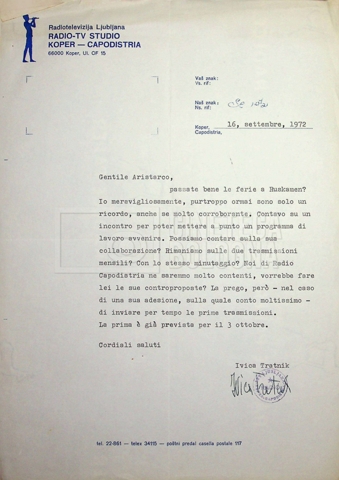 Radiotelevizija Ljubljana
RADIO-TV STUDIO
KOPER — CAPODISTRIA
66000 Koper, Ul. OF 15
Vaš znak:
Vs. rif:
Naš znak:
Ns. rif:
Koper,
Capodistria,
16, settembre, 1972
Gentile Aristarco,
passate bene le ferie a Huskanen?
Io meravigliosamente, purtroppo ormai sono solo un
ricordo, anche se molto corroborante. Contavo su un
incontro per poter mettere a punto un programma di
lavoro avvenire. Possiamo contare sulla sua
collaborazione? Rimaniamo sulle due trasmissioni
mensili? Con lo stesso minutaggio? Noi di Radio
Capodistria ne saremmo molto contenti, vorrebbe fare
lei le sue controproposte? La prego, però - nel caso
di una sua adesione, sulla quale conto moltissimo -
di inviare per tempo le prime trasmissioni.
La prima è già prevista per il 3 ottobre.
Cordiali saluti
Ivica Tratnik
tel. 22-861 — telex 34115 — poštni predal casella postale 117